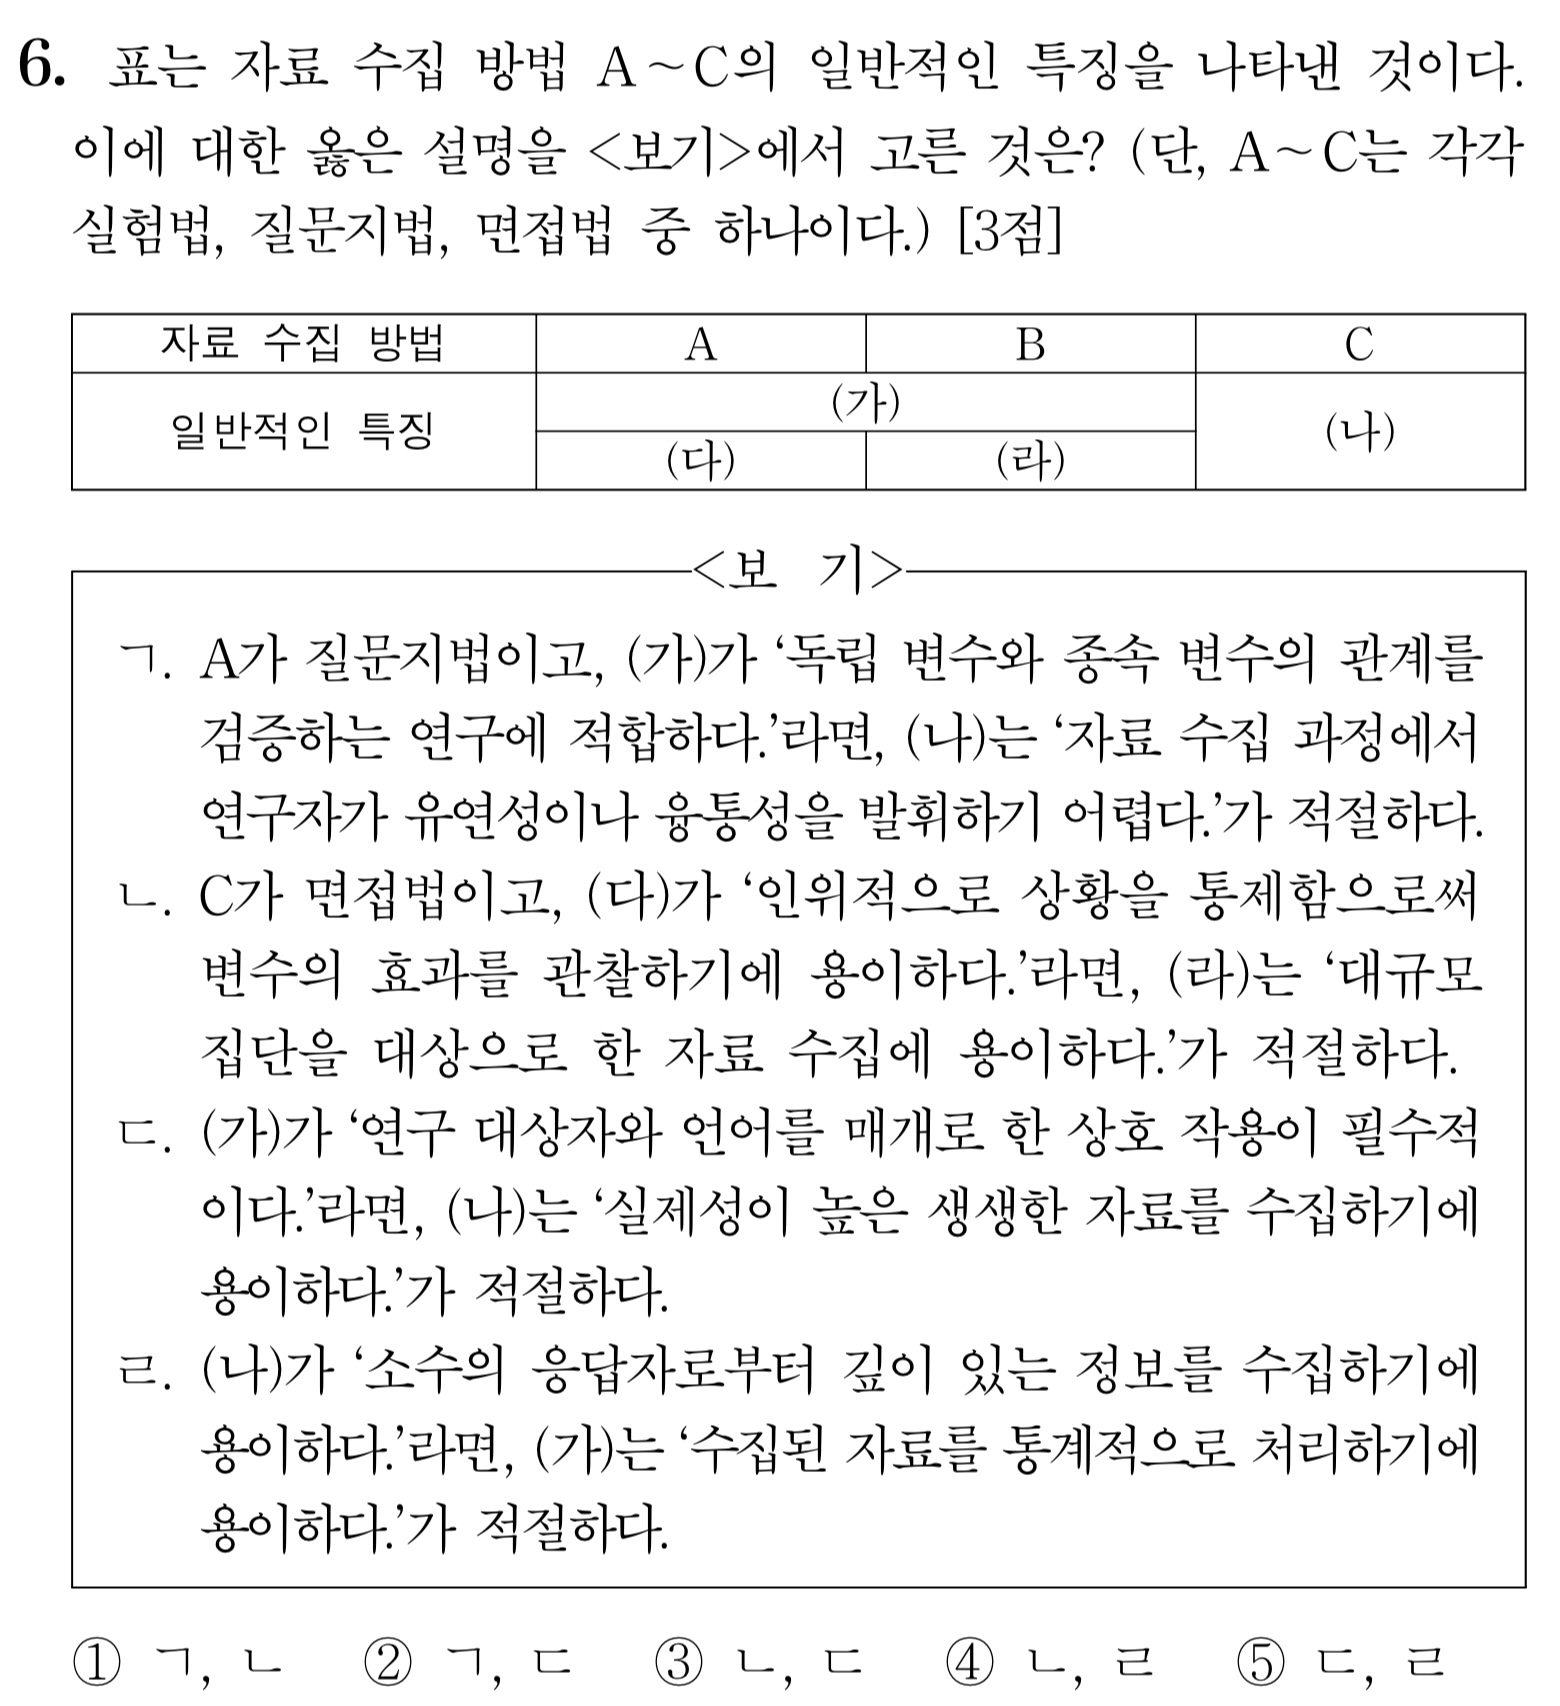 6. 표는 자료 수집 방법 A~C의 일반적인 특징을 나타낸 것이다.
이에 대한 옳은 설명을 <보기>에서 고른 것은? (단, A~C는 각각
실험법, 질문지법, 면접법 중 하나이다.) [3점]
자료 수집 방법 A B C
(가)
일반적인 특징 (나)
(다) (라)
<보 기>
ㄱ. A가 질문지법이고, (가)가 ‘독립 변수와 종속 변수의 관계를
검증하는 연구에 적합하다.’라면, (나)는 ‘자료 수집 과정에서
연구자가 유연성이나 융통성을 발휘하기 어렵다.’가 적절하다.
ㄴ. C가 면접법이고, (다)가 ‘인위적으로 상황을 통제함으로써
변수의 효과를 관찰하기에 용이하다.’라면, (라)는 ‘대규모
집단을 대상으로 한 자료 수집에 용이하다.’가 적절하다.
ㄷ. (가)가 ‘연구 대상자와 언어를 매개로 한 상호 작용이 필수적
이다.’라면, (나)는 ‘실제성이 높은 생생한 자료를 수집하기에
용이하다.’가 적절하다.
ㄹ. (나)가 ‘소수의 응답자로부터 깊이 있는 정보를 수집하기에
용이하다.’라면, (가)는 ‘수집된 자료를 통계적으로 처리하기에
용이하다.’가 적절하다.
① ㄱ, ㄴ ② ㄱ, ㄷ ③ ㄴ, ㄷ ④ ㄴ, ㄹ ⑤ ㄷ, ㄹ